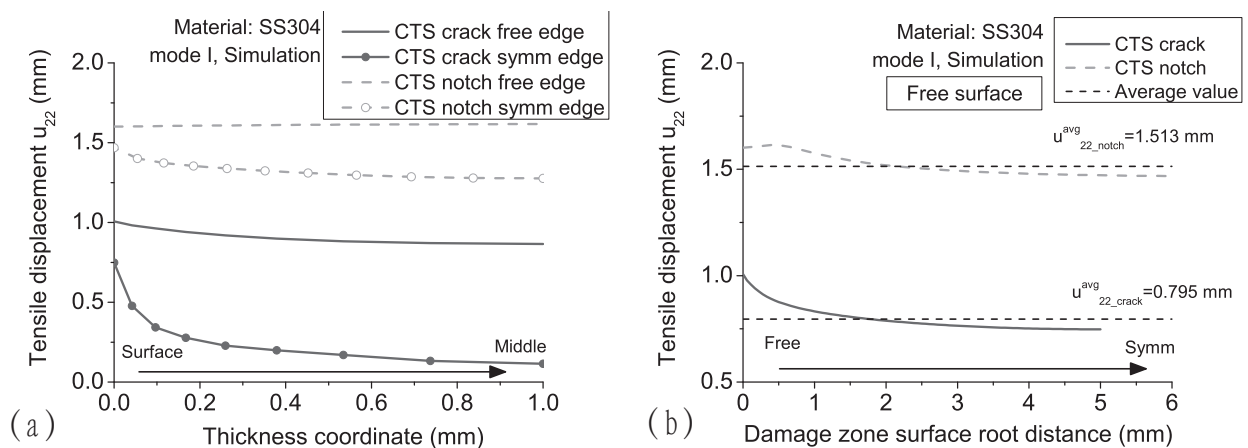 Material: SS304
mode I, Simulation
CTS crack free edge
CTS crack symm edge
CTS notch free edge
CTS notch symm edge
Tensile displacement u22 (mm)
2.0
1.5
1.0
0.5
0.0
Surface
Middle
0.0 0.2 0.4 0.6 0.8 1.0
Thickness coordinate (mm)
(a)
Material: SS304
mode I, Simulation
Free surface
CTS crack
CTS notch
Average value
Tensile displacement u22 (mm)
2.0
1.5
1.0
0.5
u^avg_22_notch=1.513 mm
u^avg_22_crack=0.795 mm
Free
Symm
0 1 2 3 4 5 6
Damage zone surface root distance (mm)
(b)